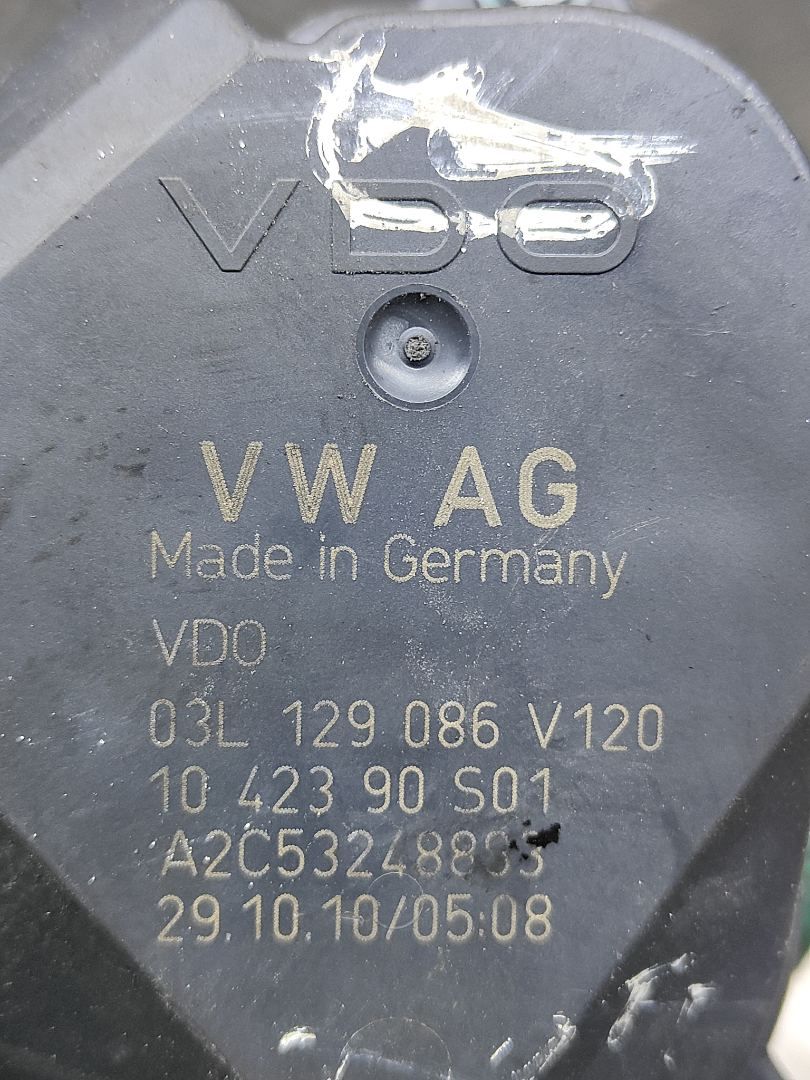 VDO
VW AG
Made in Germany
VDO
03L 129 086 V120
10 423 90 S01
A2C53248883
29.10.10/05:08